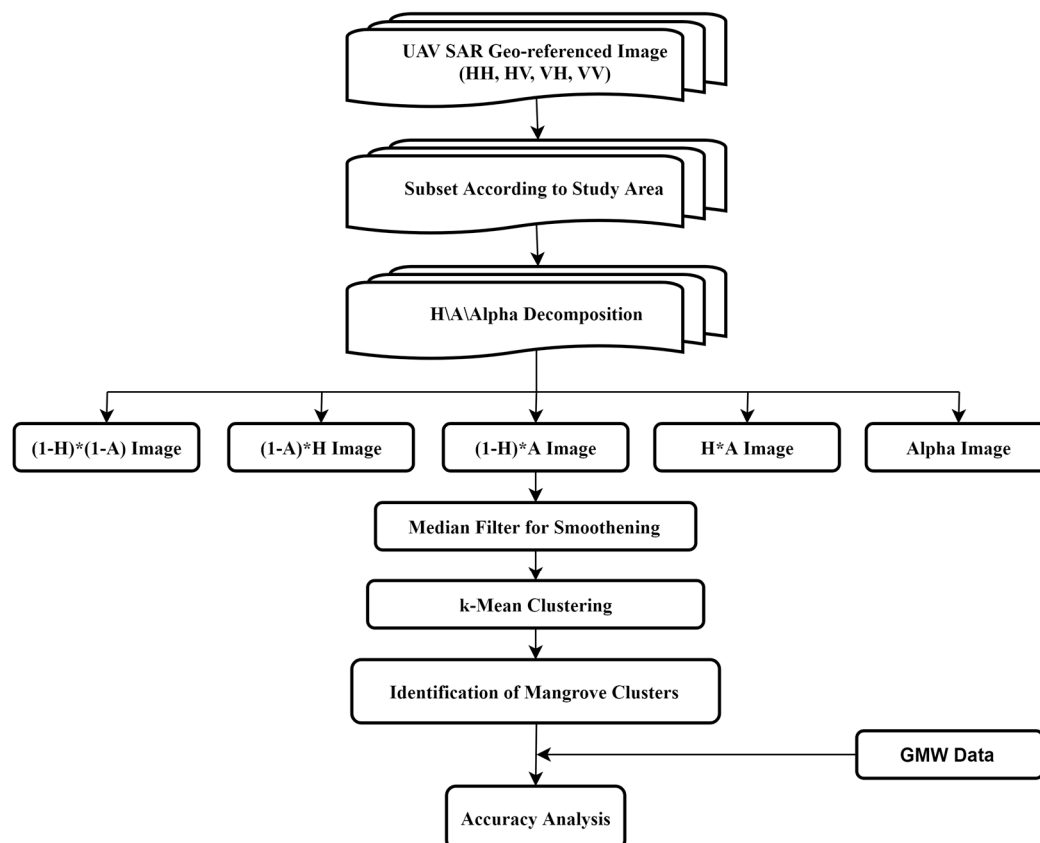 UAV SAR Geo-referenced Image
(HH, HV, VH, VV)
Subset According to Study Area
H\A\Alpha Decomposition
(1-H)*(1-A) Image
(1-A)*H Image
(1-H)*A Image
H*A Image
Alpha Image
Median Filter for Smoothening
k-Mean Clustering
Identification of Mangrove Clusters
GMW Data
Accuracy Analysis